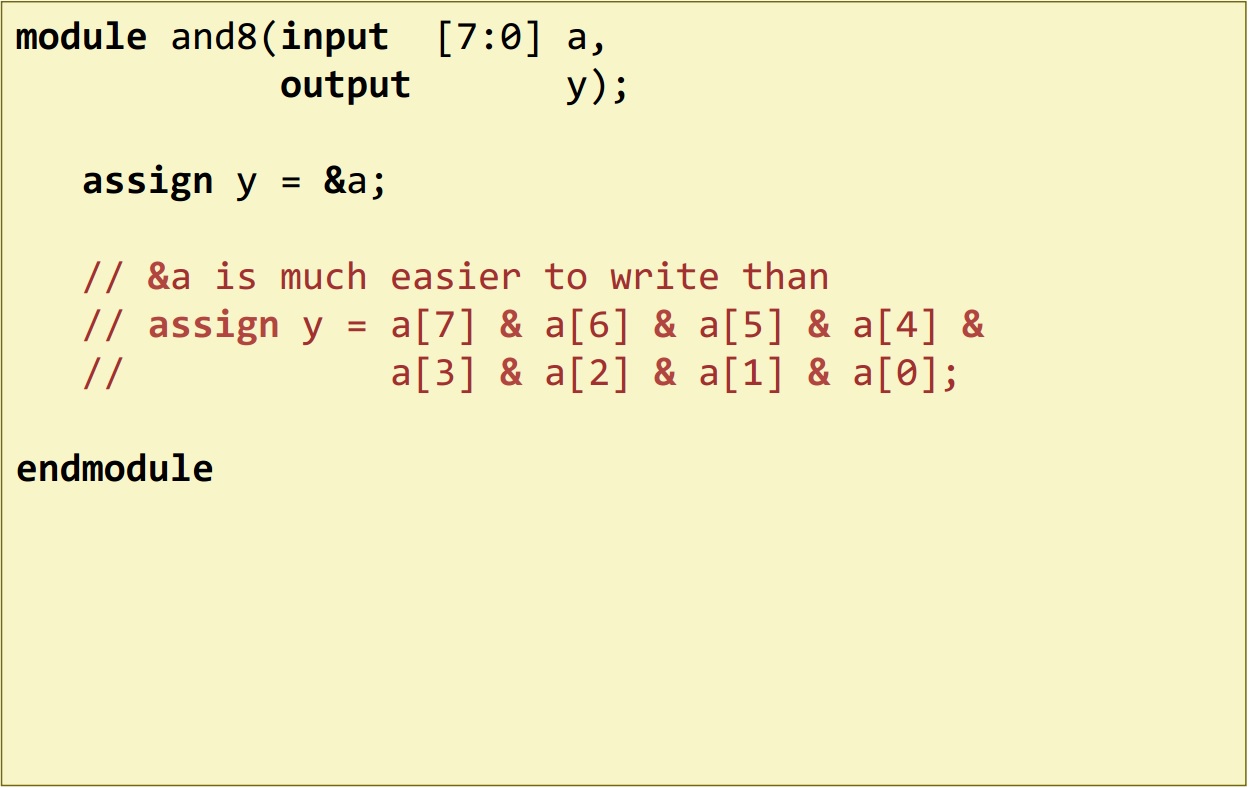 module and8(input  [7:0] a,
            output       y);
   assign y = &a;
   // &a is much easier to write than
   // assign y = a[7] & a[6] & a[5] & a[4] &
   //            a[3] & a[2] & a[1] & a[0];
endmodule